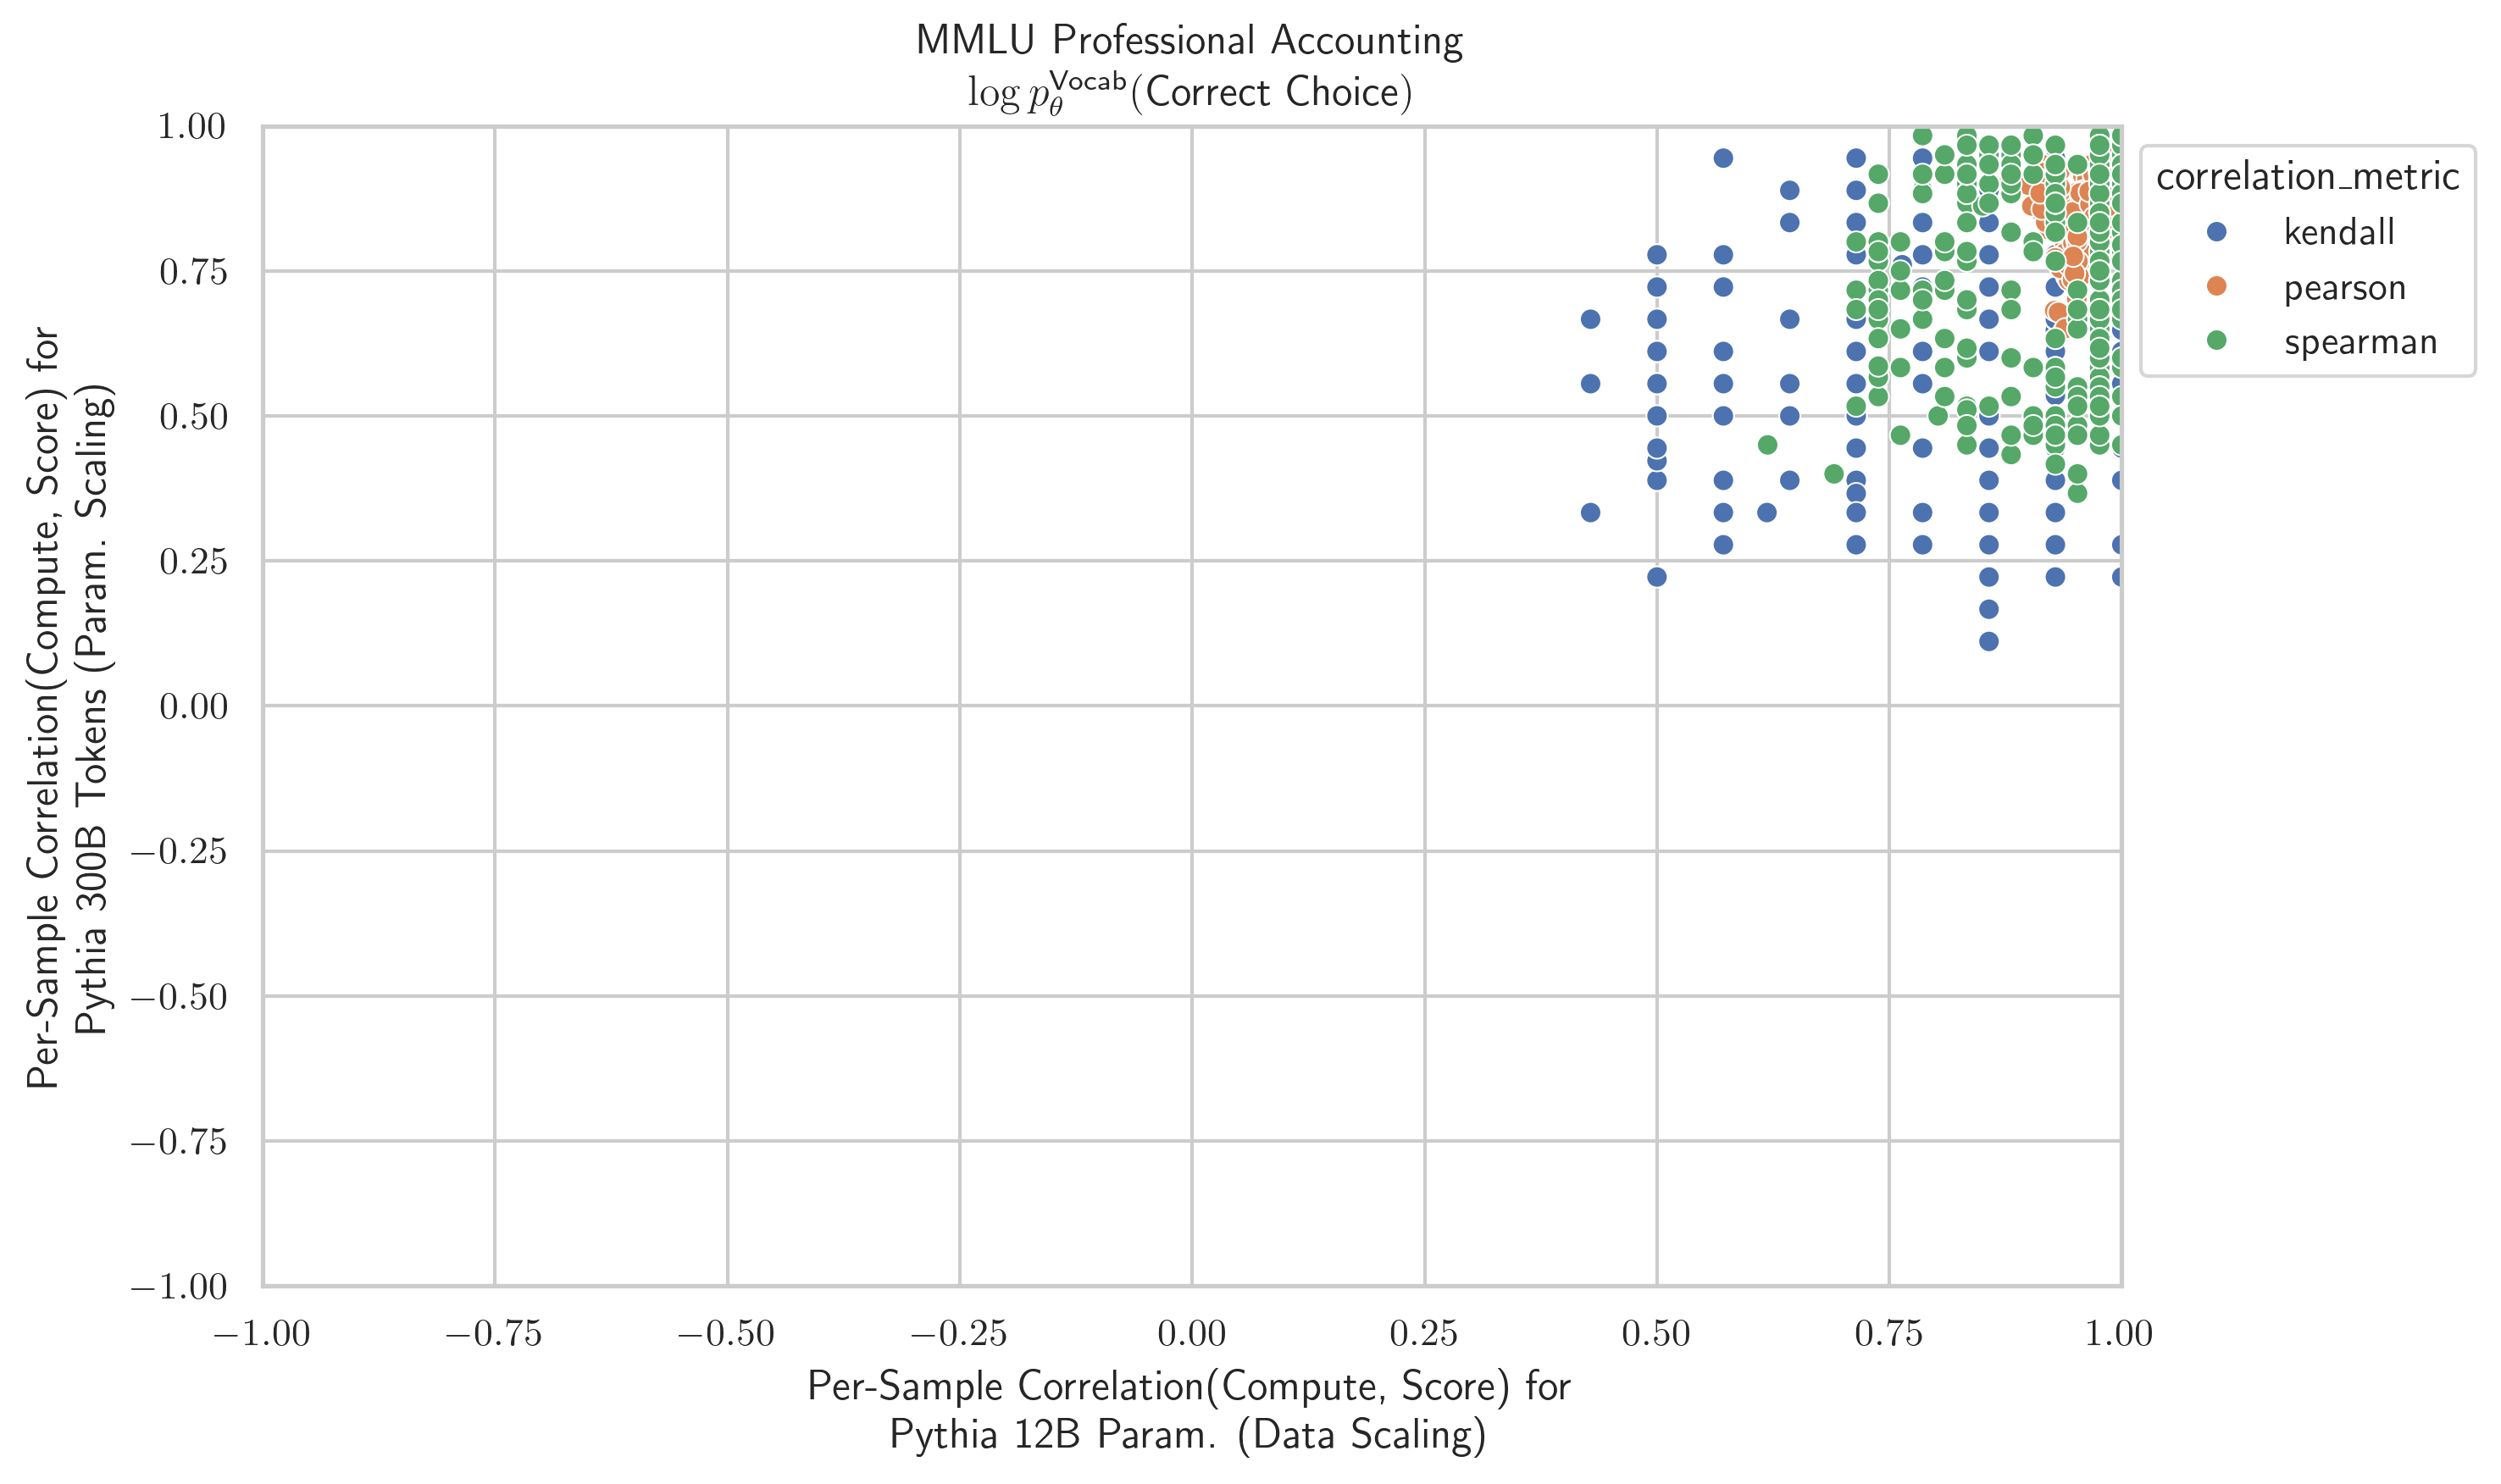 MMLU Professional Accounting
log p_θ^Vocab(Correct Choice)
Per-Sample Correlation(Compute, Score) for
Pythia 300B Tokens (Param. Scaling)
1.00
0.75
0.50
0.25
0.00
−0.25
−0.50
−0.75
−1.00
−1.00 −0.75 −0.50 −0.25 0.00 0.25 0.50 0.75 1.00
Per-Sample Correlation(Compute, Score) for
Pythia 12B Param. (Data Scaling)
correlation_metric
kendall
pearson
spearman